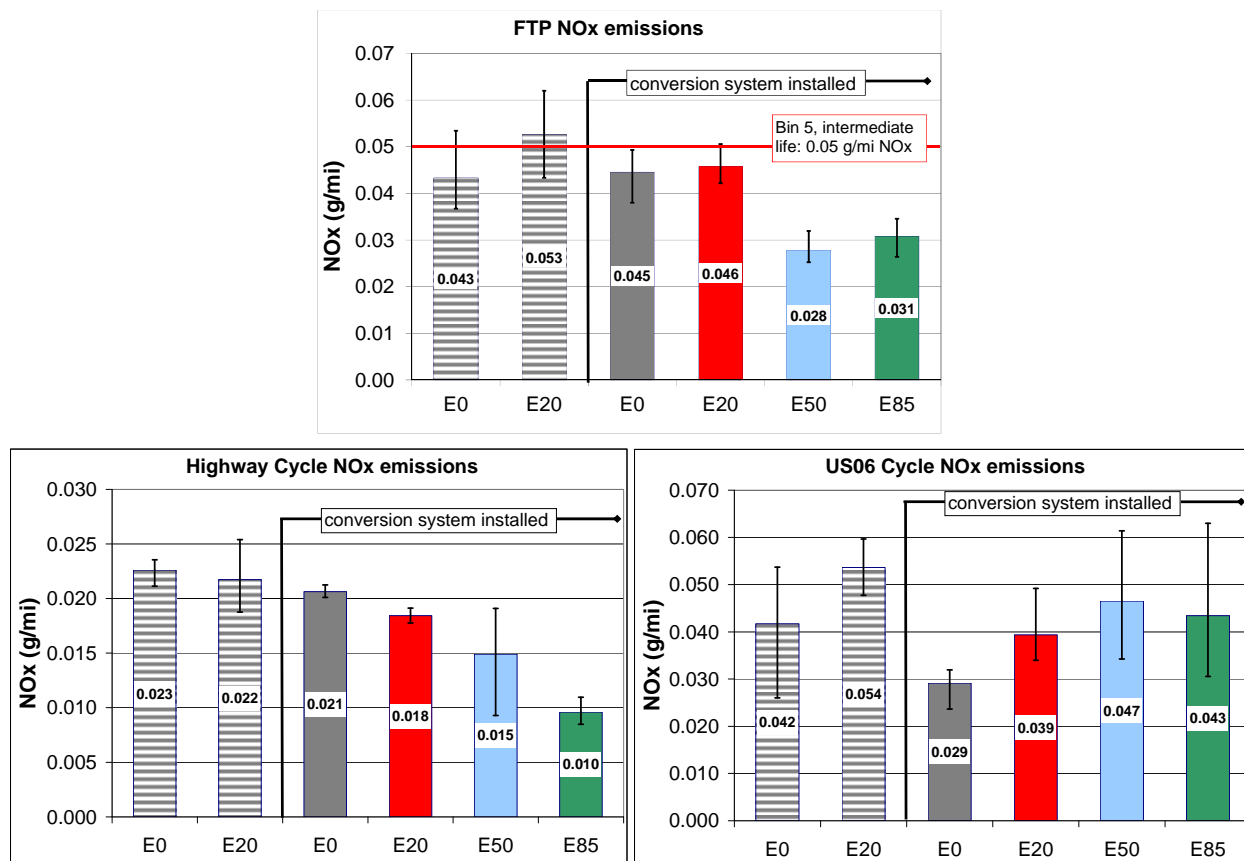 FTP NOx emissions
0.07
0.06
0.05
0.04
0.03
0.02
0.01
0.00
NOx (g/mi)
conversion system installed
Bin 5, intermediate
life: 0.05 g/mi NOx
0.043
0.053
0.045
0.046
0.028
0.031
E0 E20 E0 E20 E50 E85
Highway Cycle NOx emissions
0.030
0.025
0.020
0.015
0.010
0.005
0.000
NOx (g/mi)
conversion system installed
0.023
0.022
0.021
0.018
0.015
0.010
E0 E20 E0 E20 E50 E85
US06 Cycle NOx emissions
0.070
0.060
0.050
0.040
0.030
0.020
0.010
0.000
NOx (g/mi)
conversion system installed
0.042
0.054
0.029
0.039
0.047
0.043
E0 E20 E0 E20 E50 E85